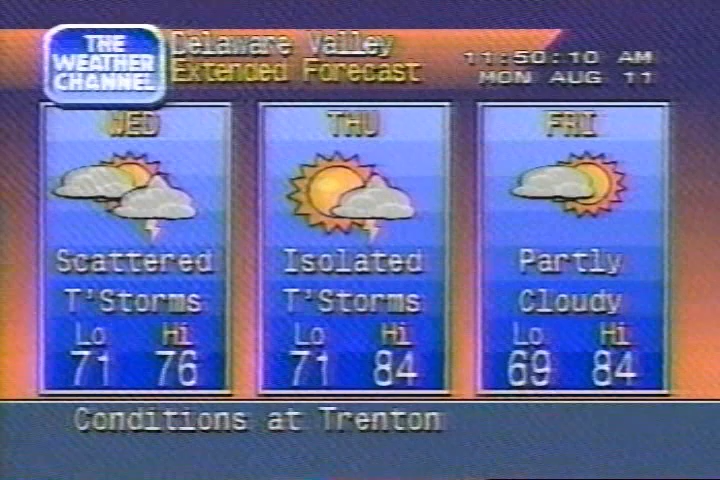 THE
WEATHER
CHANNEL
Delaware Valley
Extended Forecast
11:50:10 AM
MON AUG 11
WED
Scattered
T'Storms
Lo Hi
71 76
THU
Isolated
T'Storms
Lo Hi
71 84
FRI
Partly
Cloudy
Lo Hi
69 84
Conditions at Trenton